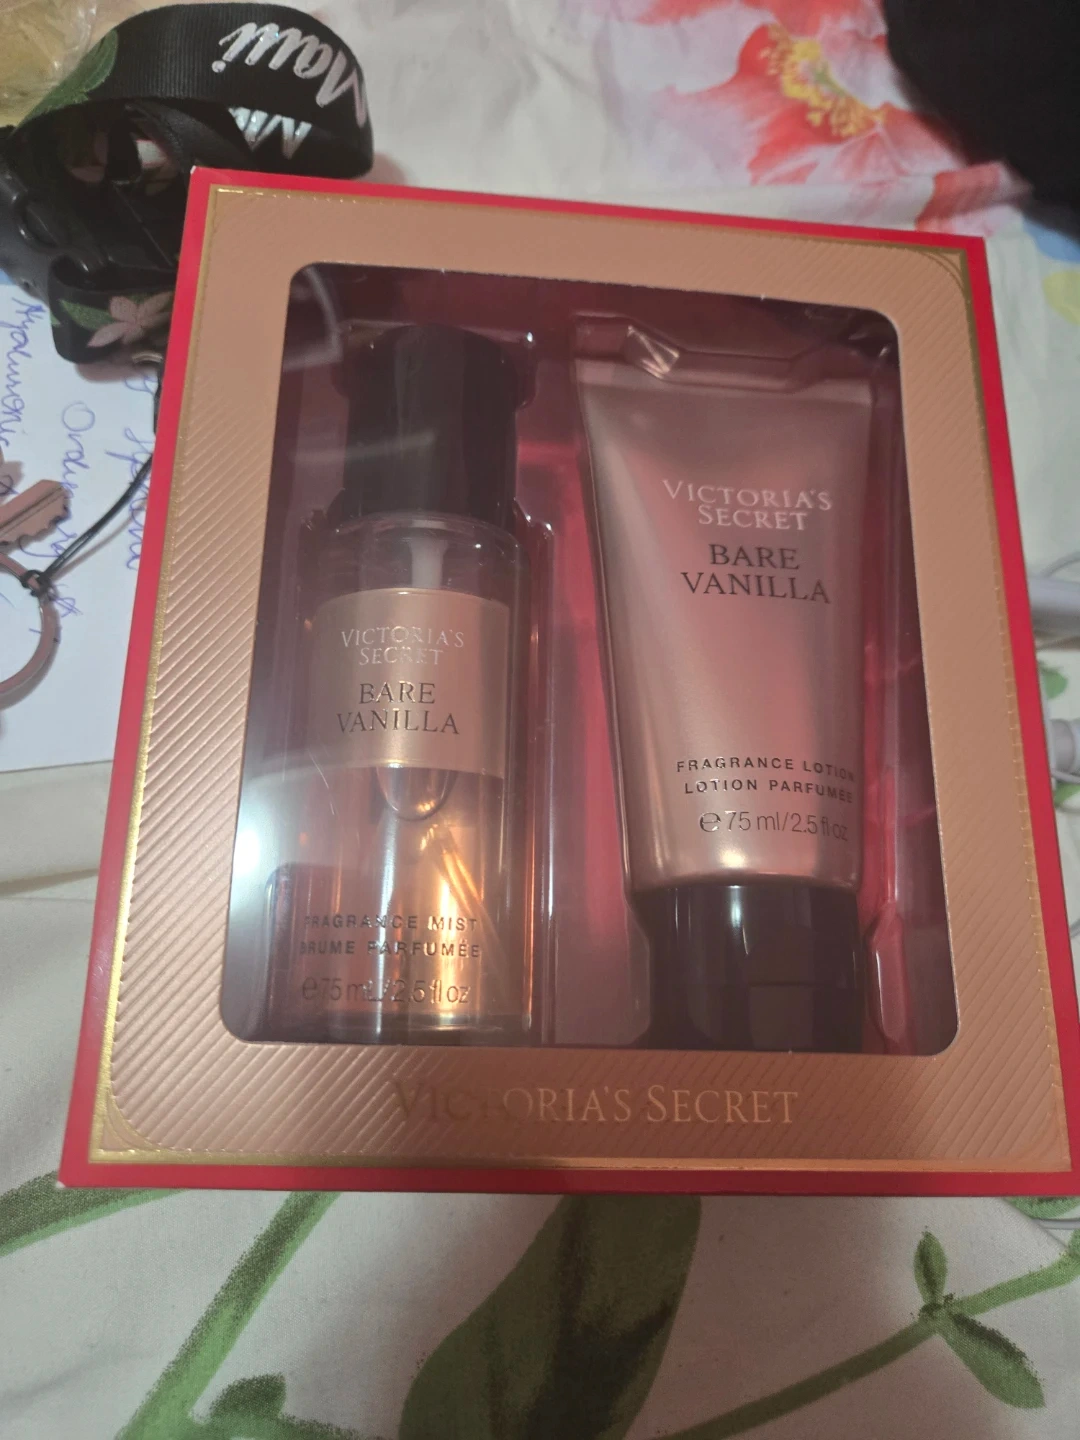 Maui
VICTORIA'S
SECRET
BARE
VANILLA
FRAGRANCE MIST
BRUME PARFUMÉE
℮75 mL/2.5 fl oz
VICTORIA'S
SECRET
BARE
VANILLA
FRAGRANCE LOTION
LOTION PARFUMÉE
℮75 ml/2.5 fl oz
VICTORIA'S SECRET